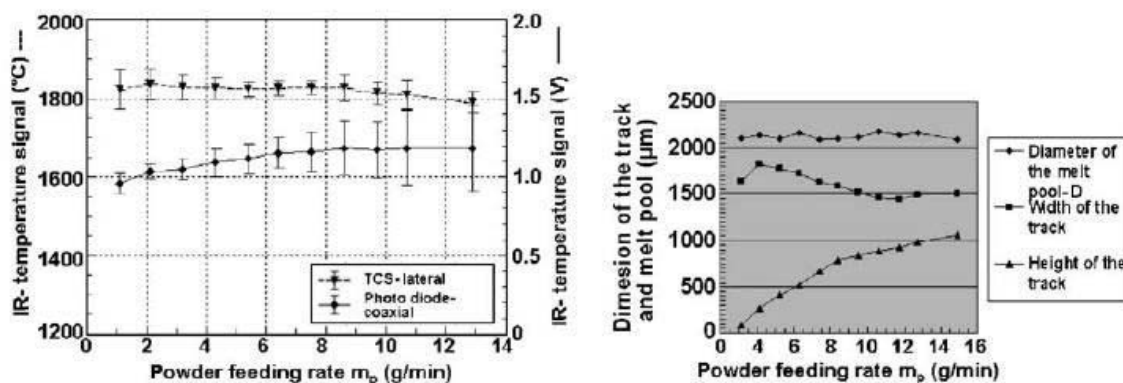 2000
1800
1600
1400
1200
IR- temperature signal (°C) ---
2.0
1.5
1.0
0.5
0
IR- temperature signal (V) —
TCS-lateral
Photo diode-
coaxial
0 2 4 6 8 10 12 14
Powder feeding rate mp (g/min)
2500
2000
1500
1000
500
0
Dimesion of the track
and melt pool (µm)
0 2 4 6 8 10 12 14 16
Powder feeding rate mp (g/min)
Diameter of
the melt
pool-D
Width of the
track
Height of the
track